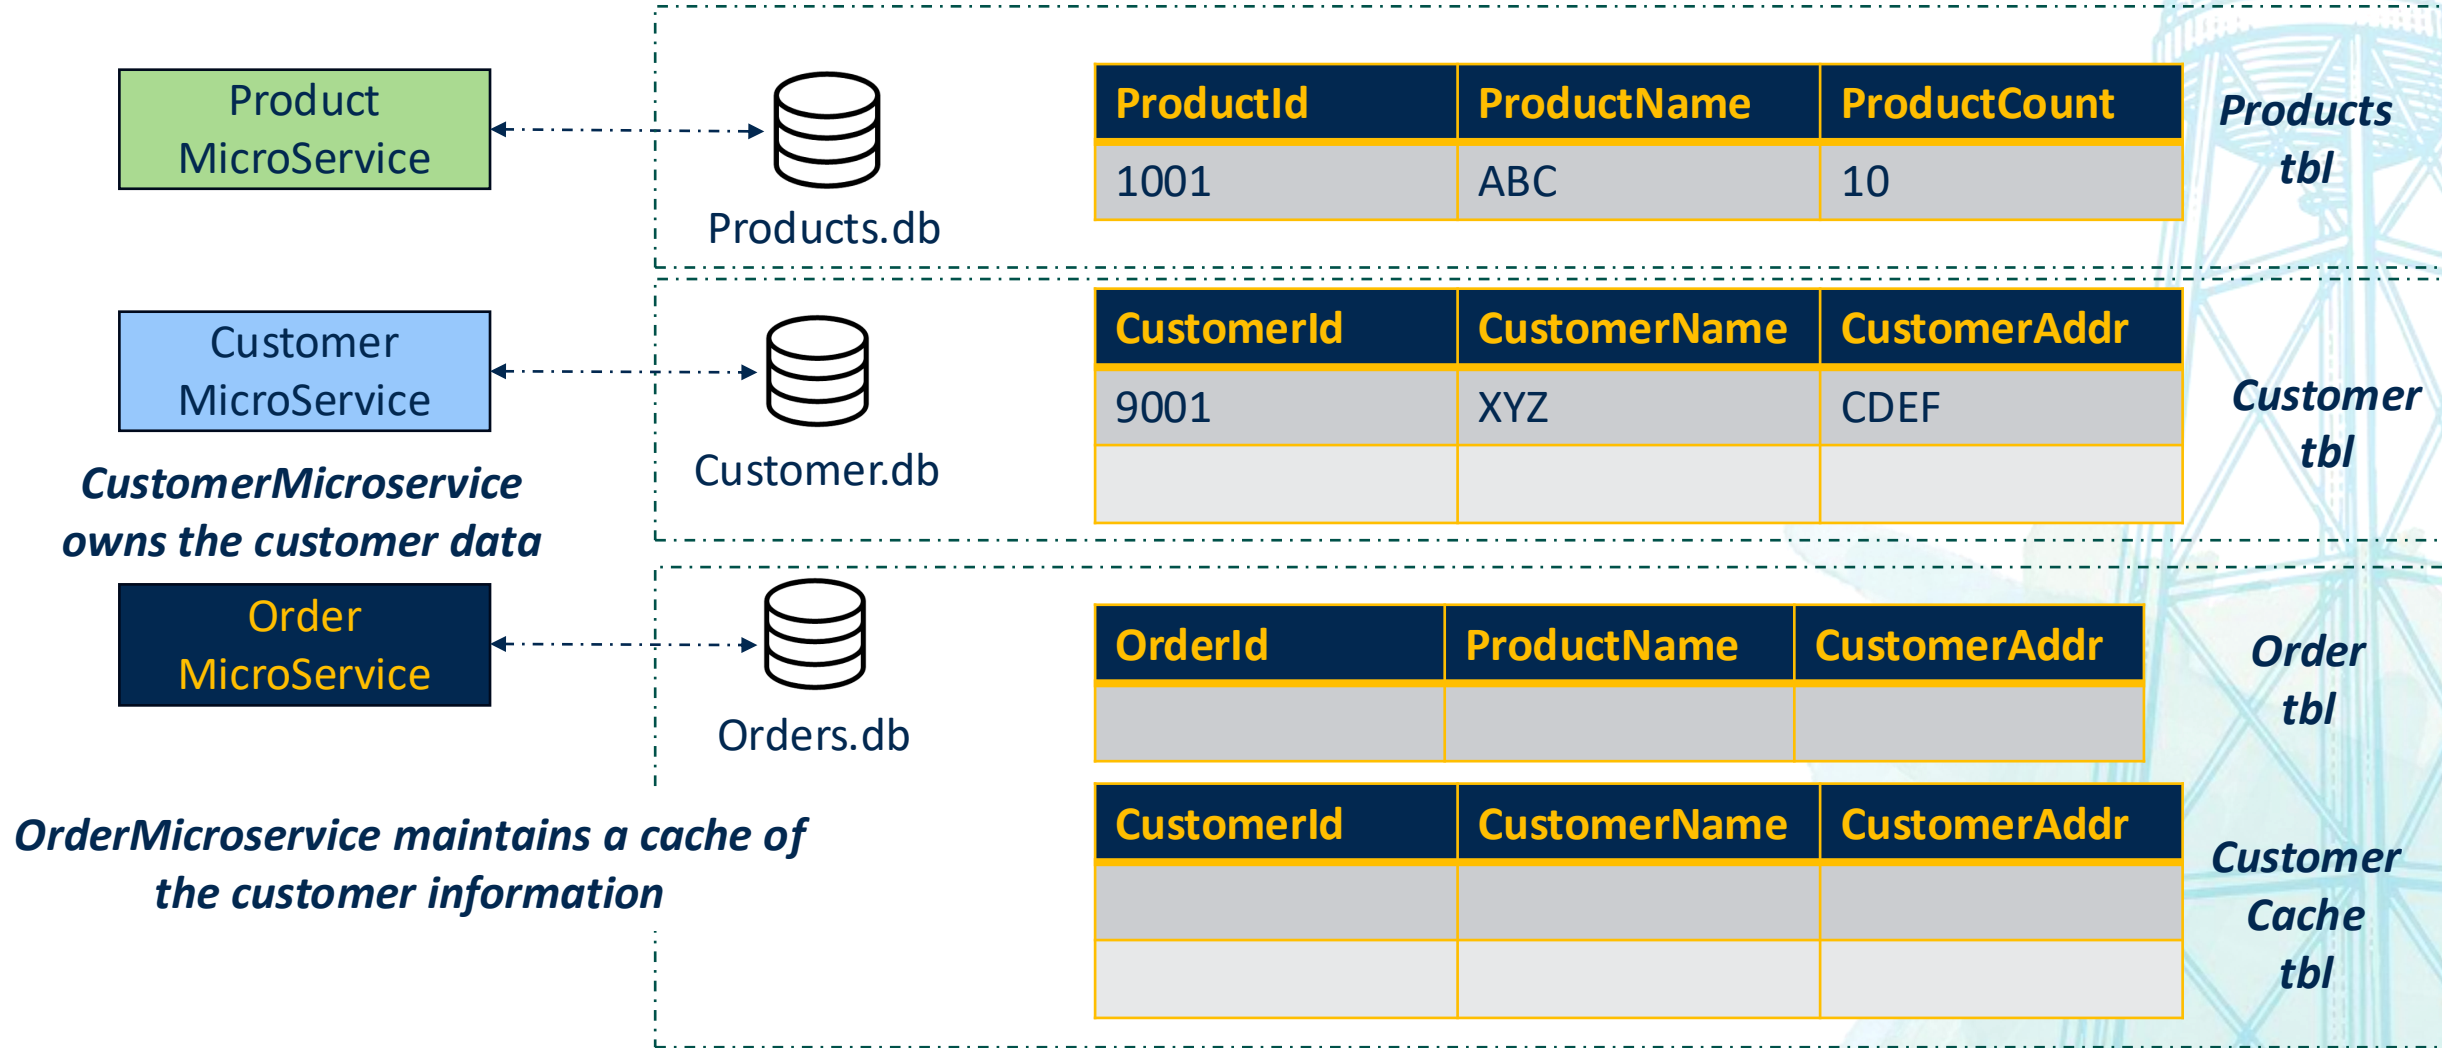 Product
MicroService
Products.db
ProductId ProductName ProductCount
1001 ABC 10
Products
tbl
Customer
MicroService
CustomerMicroservice
owns the customer data
Customer.db
CustomerId CustomerName CustomerAddr
9001 XYZ CDEF
Customer
tbl
Order
MicroService
Orders.db
OrderId ProductName CustomerAddr
Order
tbl
OrderMicroservice maintains a cache of
the customer information
CustomerId CustomerName CustomerAddr
Customer
Cache
tbl